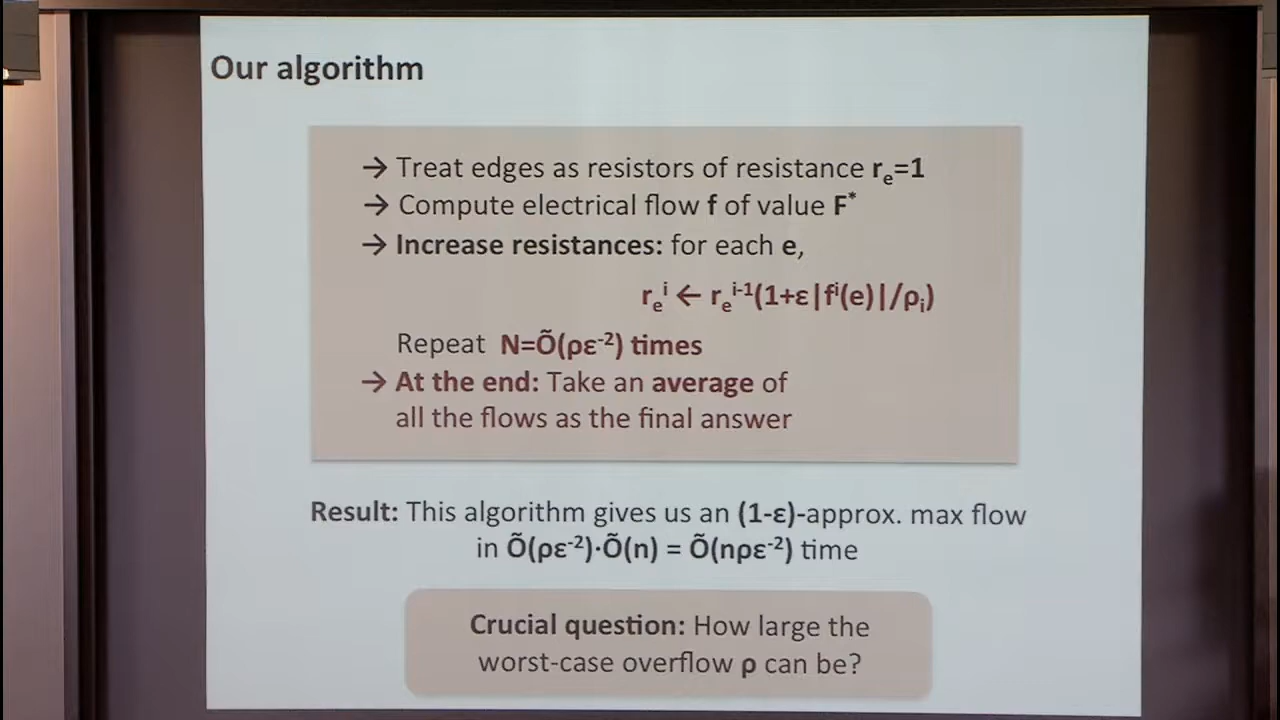 Our algorithm
→ Treat edges as resistors of resistance rₑ=1
→ Compute electrical flow f of value F*
→ Increase resistances: for each e,
rₑⁱ ← rₑⁱ⁻¹(1+ε|fⁱ(e)|/ρᵢ)
Repeat N=Õ(ρε⁻²) times
→ At the end: Take an average of
all the flows as the final answer
Result: This algorithm gives us an (1-ε)-approx. max flow
in Õ(ρε⁻²)·Õ(n) = Õ(nρε⁻²) time
Crucial question: How large the
worst-case overflow ρ can be?